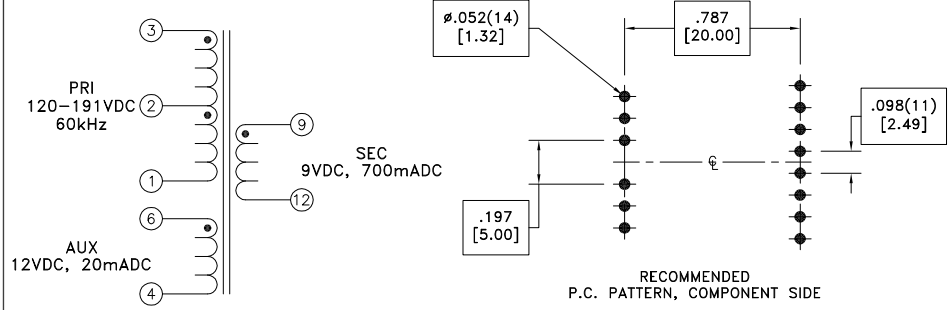 3
PRI
120-191VDC
60kHz
2
1
6
AUX
12VDC, 20mADC
4
9
SEC
9VDC, 700mADC
12
ø.052(14)
[1.32]
.787
[20.00]
.098(11)
[2.49]
.197
[5.00]
℄
RECOMMENDED
P.C. PATTERN, COMPONENT SIDE